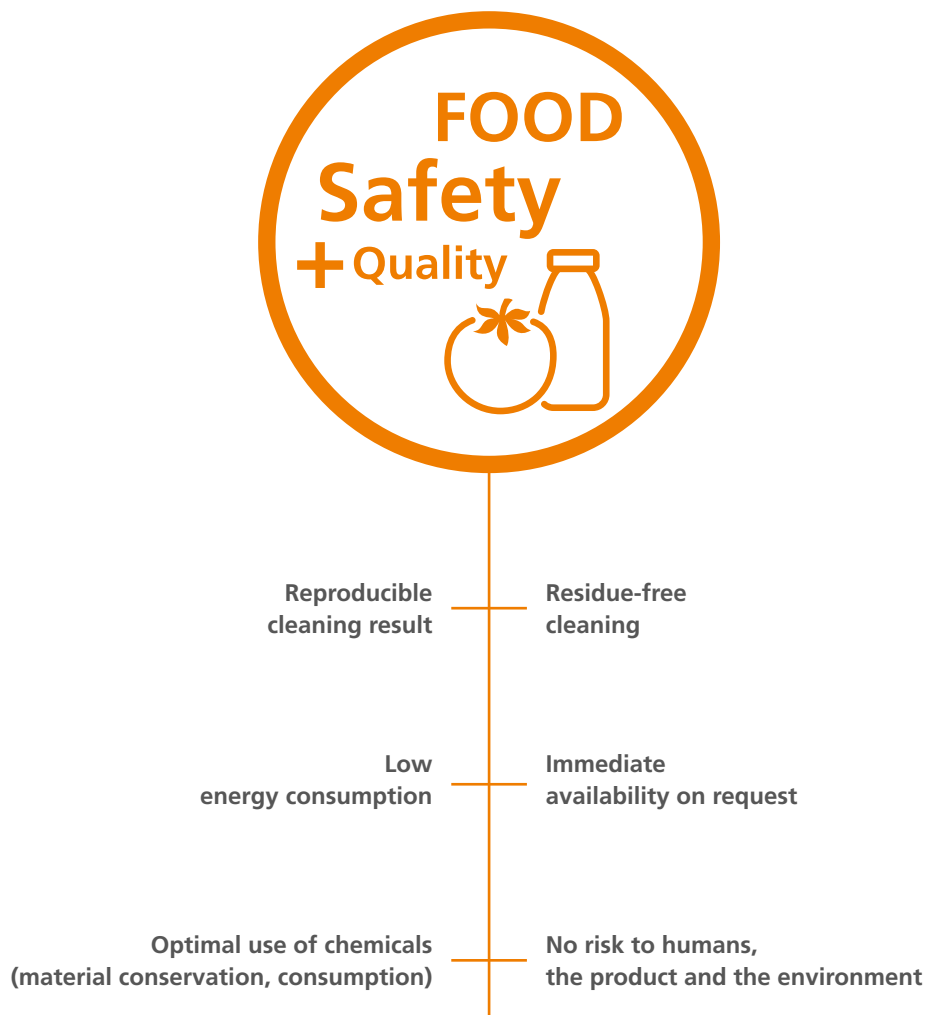 FOOD
Safety
+ Quality
Reproducible
cleaning result
Residue-free
cleaning
Low
energy consumption
Immediate
availability on request
Optimal use of chemicals
(material conservation, consumption)
No risk to humans,
the product and the environment